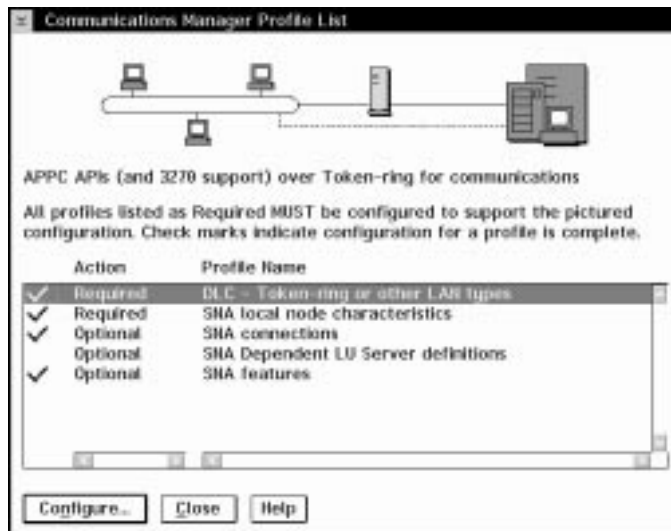 Communications Manager Profile List
APPC APIs (and 3270 support) over Token-ring for communications
All profiles listed as Required MUST be configured to support the pictured
configuration. Check marks indicate configuration for a profile is complete.
Action Profile Name
Required DLC - Token-ring or other LAN types
Required SNA local node characteristics
Optional SNA connections
Optional SNA Dependent LU Server definitions
Optional SNA features
Configure... Close Help